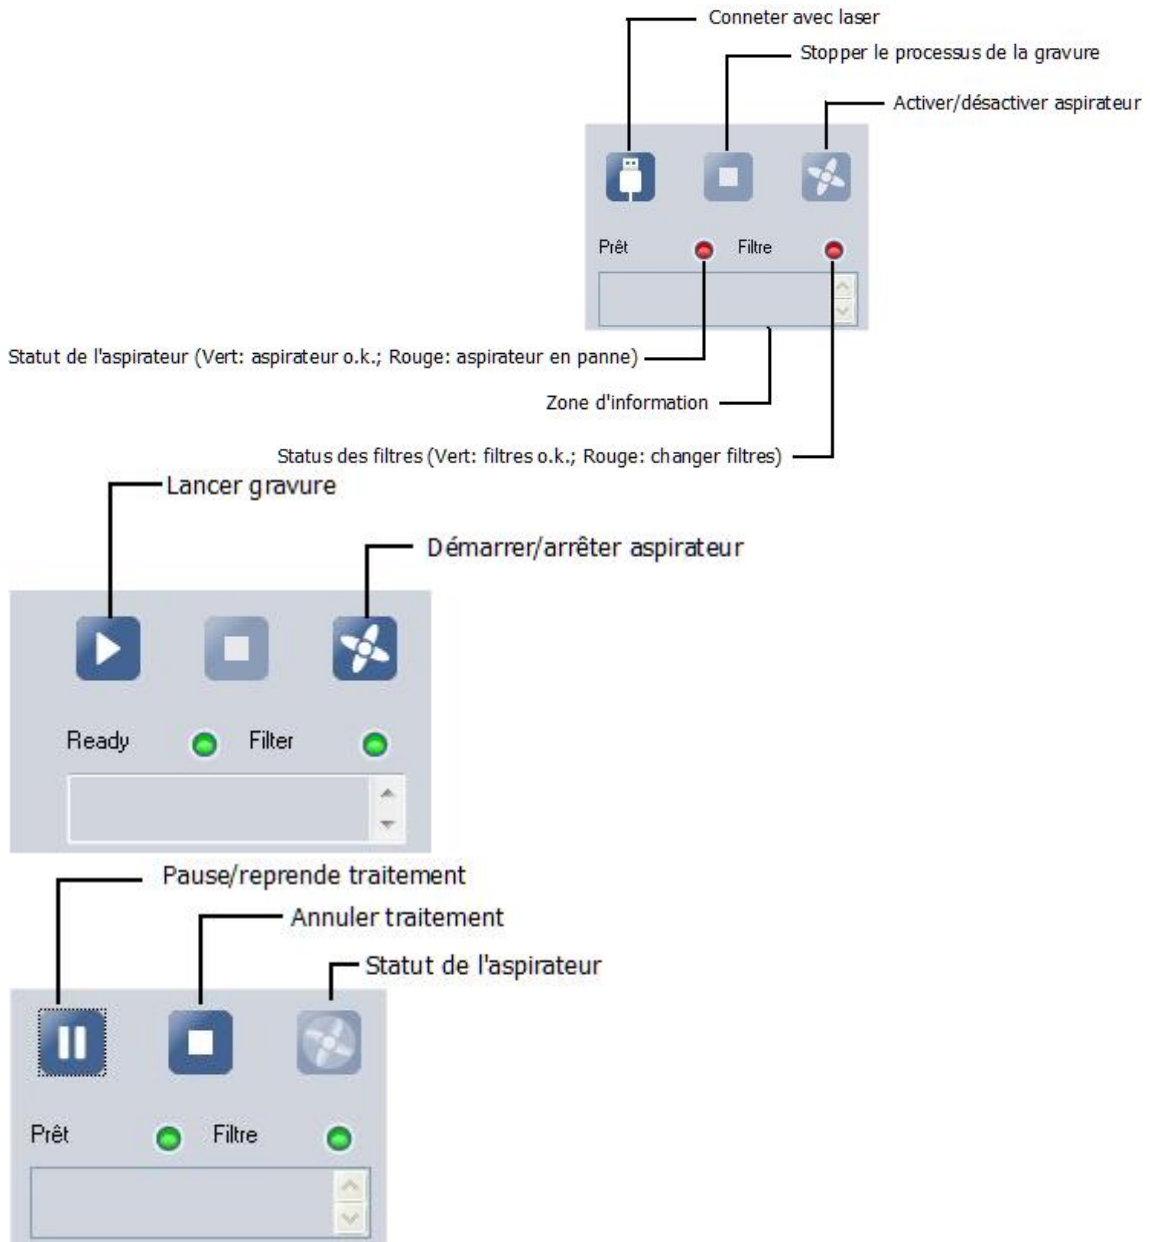 Conneter avec laser
Stopper le processus de la gravure
Activer/désactiver aspirateur
Prêt
Filtre
Statut de l'aspirateur (Vert: aspirateur o.k.; Rouge: aspirateur en panne)
Zone d'information
Status des filtres (Vert: filtres o.k.; Rouge: changer filtres)
Lancer gravure
Démarrer/arrêter aspirateur
Ready
Filter
Pause/reprende traitement
Annuler traitement
Statut de l'aspirateur
Prêt
Filtre